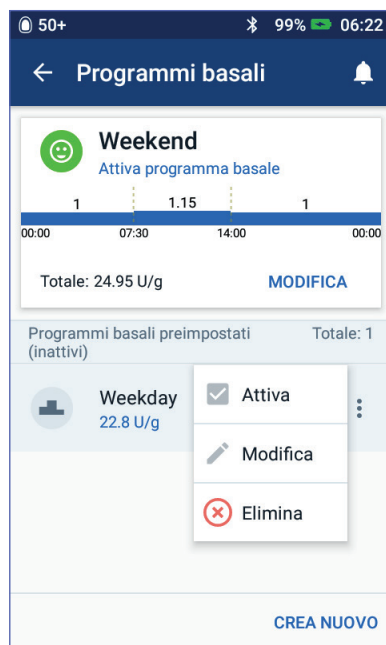 50+ 99% 06:22
Programmi basali
Weekend
Attiva programma basale
1 1.15 1
00:00 07:30 14:00 00:00
Totale: 24.95 U/g MODIFICA
Programmi basali preimpostati Totale: 1
(inattivi)
Weekday
22.8 U/g
Attiva
Modifica
Elimina
CREA NUOVO